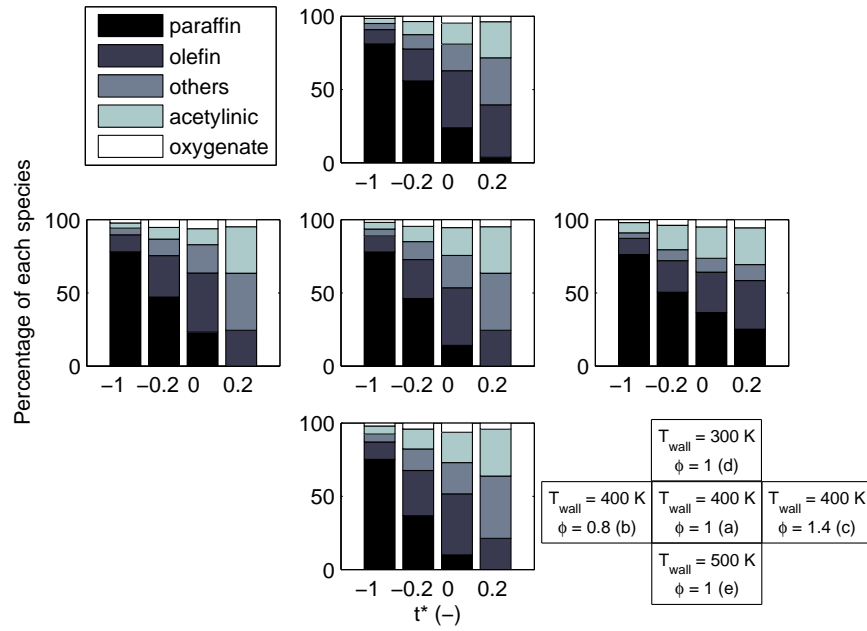 paraffin
olefin
others
acetylinic
oxygenate
100
50
0
−1 −0.2 0 0.2
Percentage of each species
100
50
0
−1 −0.2 0 0.2
100
50
0
−1 −0.2 0 0.2
100
50
0
−1 −0.2 0 0.2
100
50
0
−1 −0.2 0 0.2
t* (−)
T_wall = 300 K
ϕ = 1 (d)
T_wall = 400 K
ϕ = 0.8 (b)
T_wall = 400 K
ϕ = 1 (a)
T_wall = 400 K
ϕ = 1.4 (c)
T_wall = 500 K
ϕ = 1 (e)